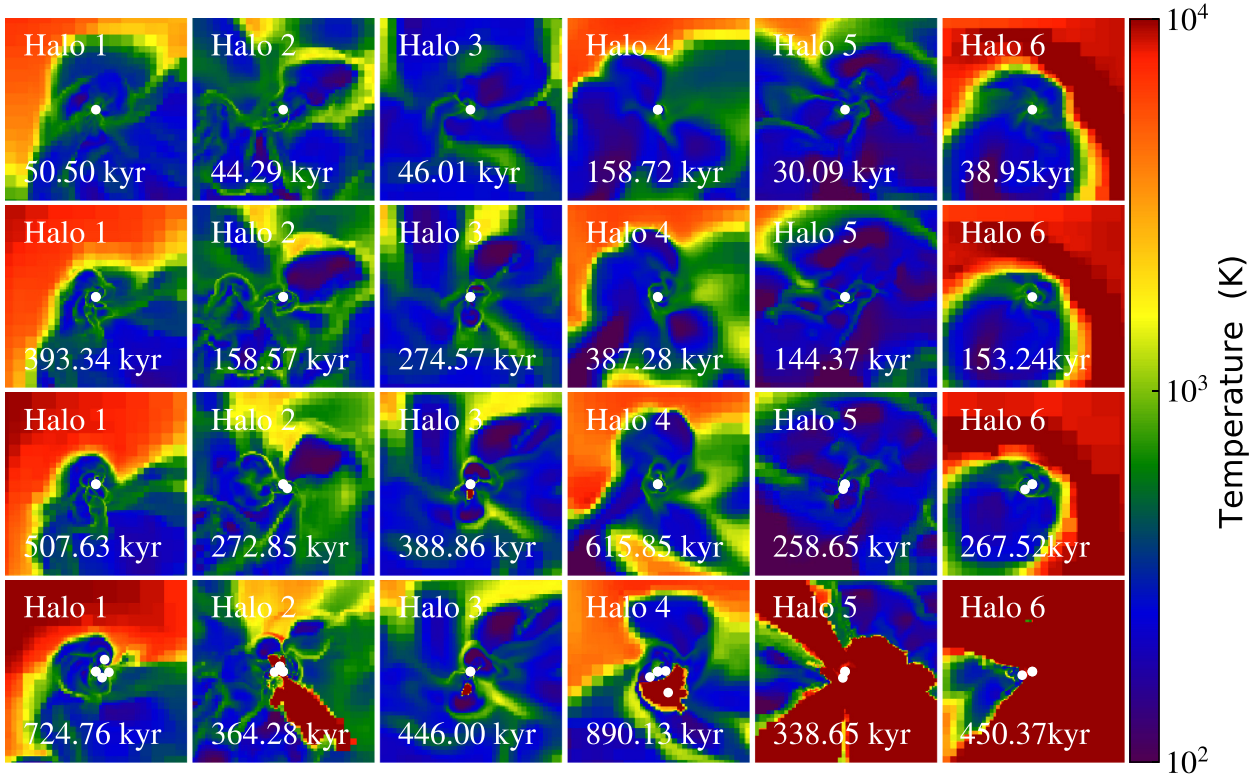 Halo 1
Halo 2
Halo 3
Halo 4
Halo 5
Halo 6
50.50 kyr
44.29 kyr
46.01 kyr
158.72 kyr
30.09 kyr
38.95kyr
Halo 1
Halo 2
Halo 3
Halo 4
Halo 5
Halo 6
393.34 kyr
158.57 kyr
274.57 kyr
387.28 kyr
144.37 kyr
153.24kyr
Halo 1
Halo 2
Halo 3
Halo 4
Halo 5
Halo 6
507.63 kyr
272.85 kyr
388.86 kyr
615.85 kyr
258.65 kyr
267.52kyr
Halo 1
Halo 2
Halo 3
Halo 4
Halo 5
Halo 6
724.76 kyr
364.28 kyr
446.00 kyr
890.13 kyr
338.65 kyr
450.37kyr
10⁴
10³
10²
Temperature (K)